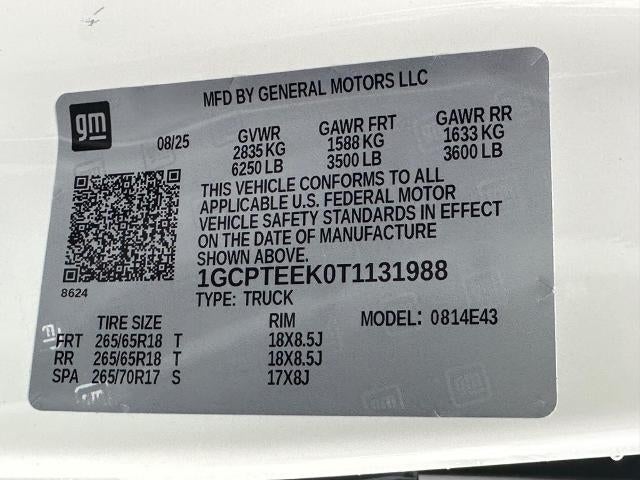 gm
MFD BY GENERAL MOTORS LLC
08/25
GVWR GAWR FRT GAWR RR
2835 KG 1588 KG 1633 KG
6250 LB 3500 LB 3600 LB
THIS VEHICLE CONFORMS TO ALL
APPLICABLE U.S. FEDERAL MOTOR
VEHICLE SAFETY STANDARDS IN EFFECT
ON THE DATE OF MANUFACTURE
SHOWN ABOVE.
8624
1GCPTEEK0T1131988
TYPE: TRUCK
TIRE SIZE RIM MODEL: 0814E43
FRT 265/65R18 T 18X8.5J
RR 265/65R18 T 18X8.5J
SPA 265/70R17 S 17X8J